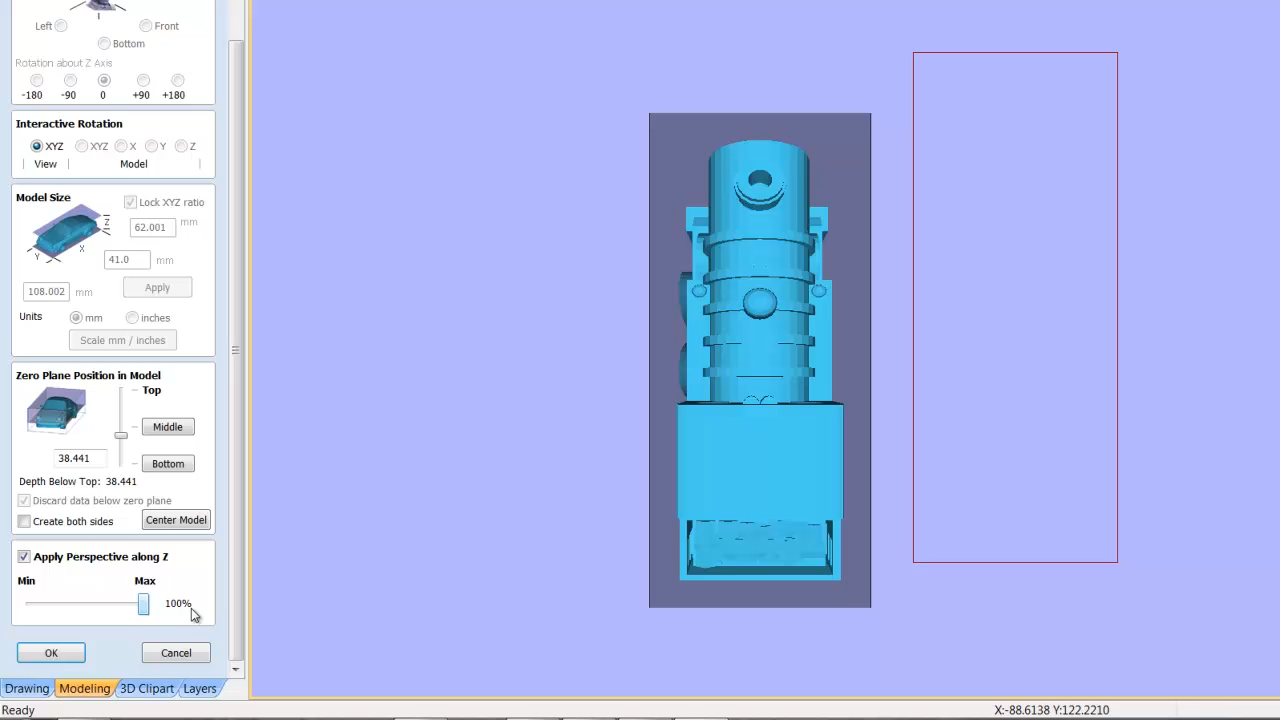 Left Front
Bottom
Rotation about Z Axis
-180 -90 0 +90 +180
Interactive Rotation
XYZ XYZ X Y Z
View Model
Model Size
Lock XYZ ratio
Z
62.001 mm
X
Y
41.0 mm
108.002 mm Apply
Units mm inches
Scale mm / inches
Zero Plane Position in Model
Top
Middle
38.441
Bottom
Depth Below Top: 38.441
Discard data below zero plane
Create both sides Center Model
Apply Perspective along Z
Min Max
100%
OK Cancel
Drawing Modeling 3D Clipart Layers
Ready X:-88.6138 Y:122.2210